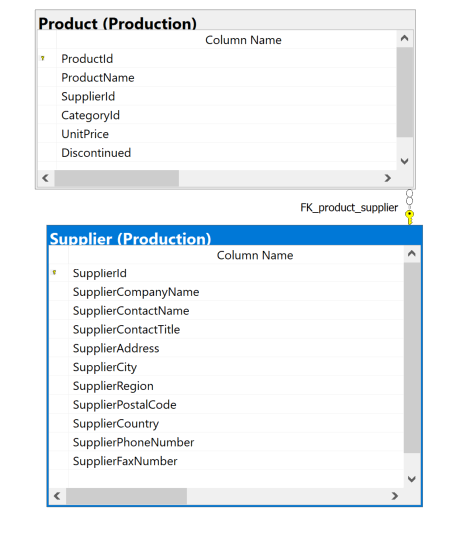 Product (Production)
Column Name
ProductId
ProductName
SupplierId
CategoryId
UnitPrice
Discontinued
FK_product_supplier
Supplier (Production)
Column Name
SupplierId
SupplierCompanyName
SupplierContactName
SupplierContactTitle
SupplierAddress
SupplierCity
SupplierRegion
SupplierPostalCode
SupplierCountry
SupplierPhoneNumber
SupplierFaxNumber